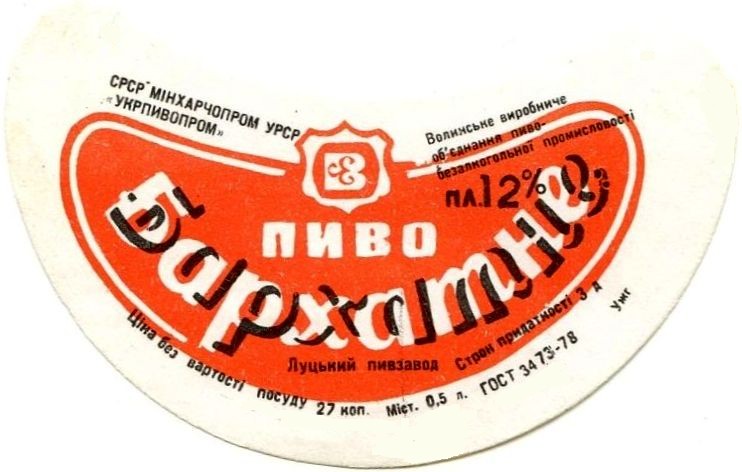 СРСР МІНХАРЧОПРОМ УРСР
«УКРПИВОПРОМ»
Волинське виробниче
об'єднання пиво-
безалкогольної промисловості
ПЛ.12%
ПИВО
Бархатне
Луцький пивзавод Строк придатності 3 д
Ціна без вартості посуду 27 коп. Міст. 0,5 л. ГОСТ 3473-78 Ужг